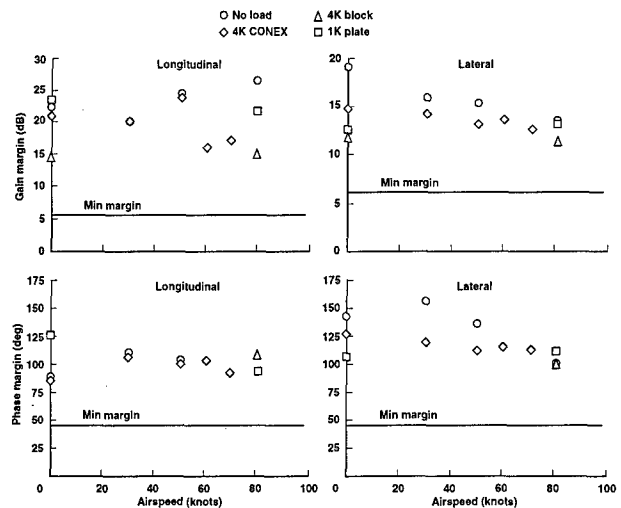 ○ No load △ 4K block
◇ 4K CONEX □ 1K plate
Longitudinal
Gain margin (dB)
30
25
20
15
10
5
0
Min margin
Lateral
20
15
10
5
0
Min margin
Longitudinal
Phase margin (deg)
175
150
125
100
75
50
25
Min margin
0 20 40 60 80 100
Airspeed (knots)
Lateral
175
150
125
100
75
50
25
Min margin
0 20 40 60 80 100
Airspeed (knots)